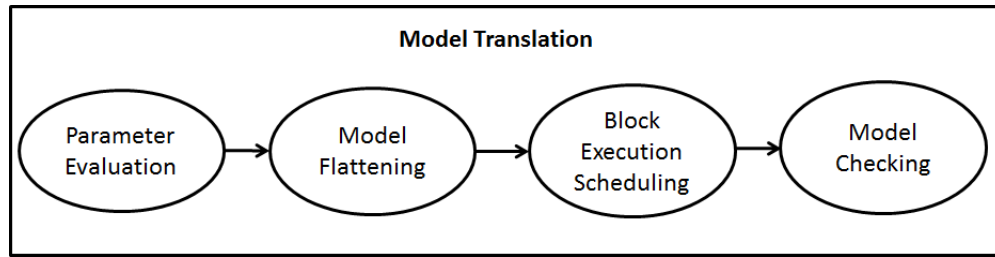 Model Translation
Parameter
Evaluation
Model
Flattening
Block
Execution
Scheduling
Model
Checking